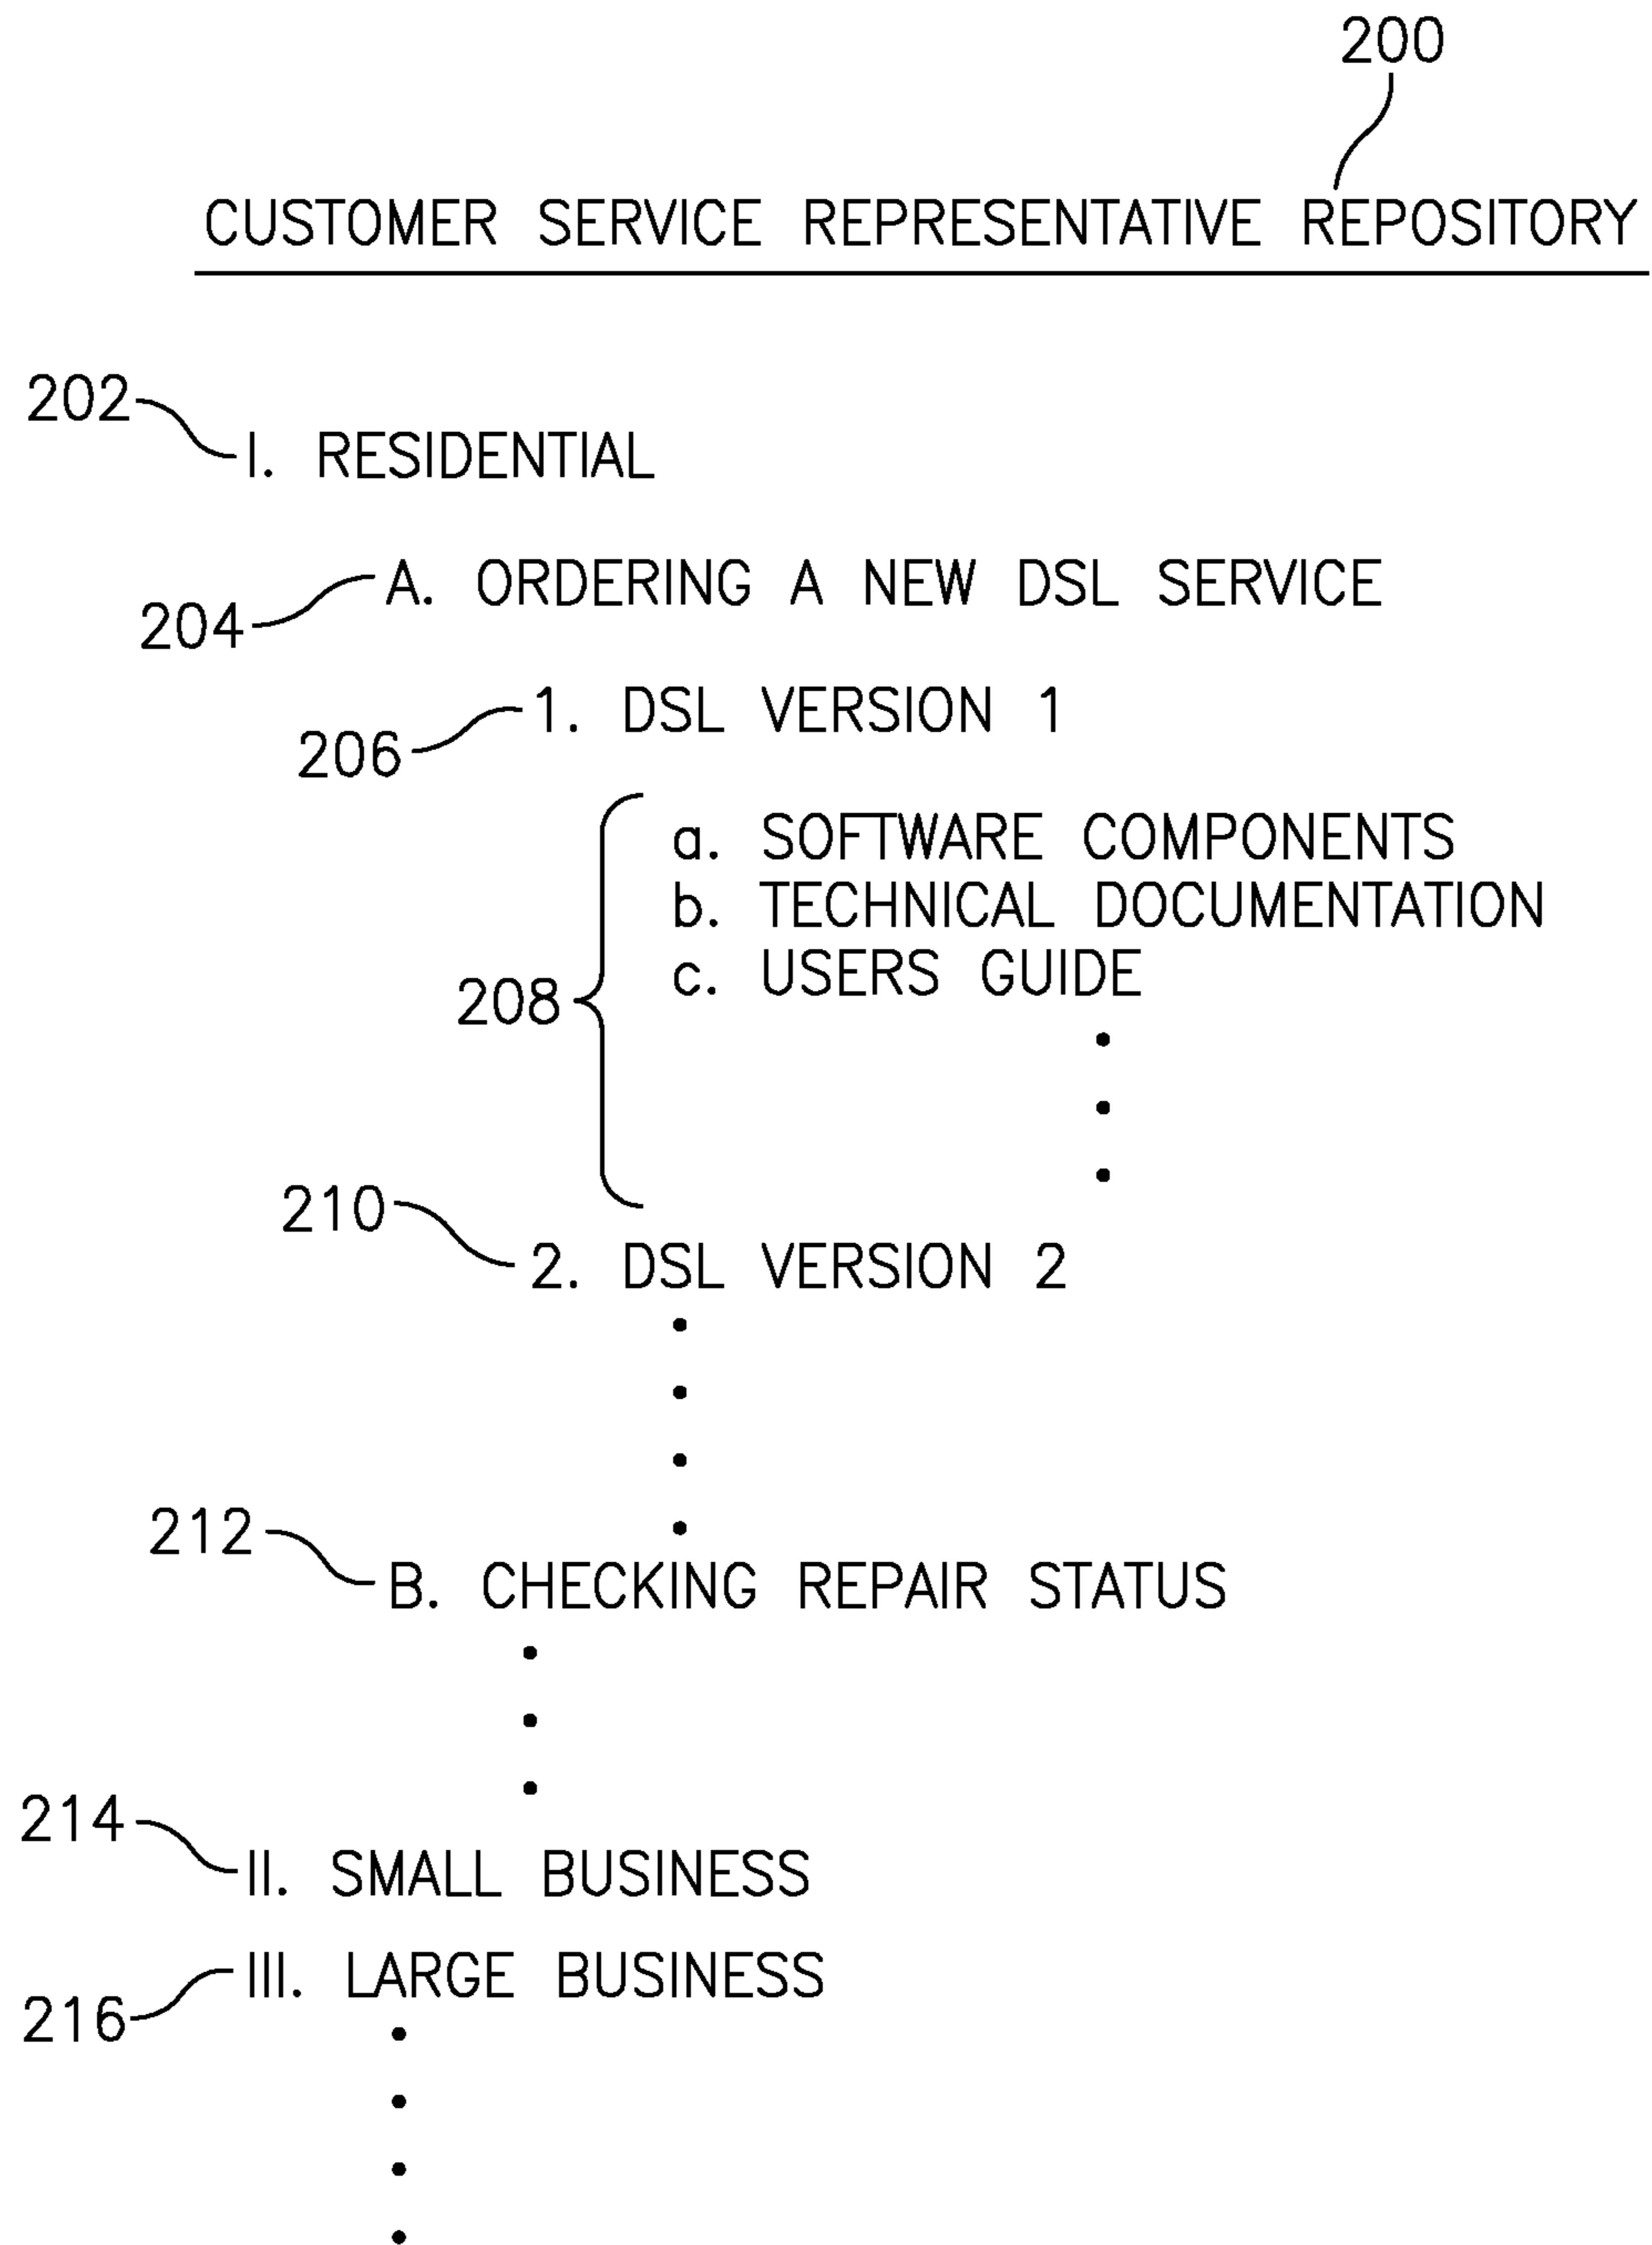 200
CUSTOMER SERVICE REPRESENTATIVE REPOSITORY
202
I. RESIDENTIAL
A. ORDERING A NEW DSL SERVICE
204
1. DSL VERSION 1
206
a. SOFTWARE COMPONENTS
b. TECHNICAL DOCUMENTATION
c. USERS GUIDE
208
210
2. DSL VERSION 2
212
B. CHECKING REPAIR STATUS
214
II. SMALL BUSINESS
III. LARGE BUSINESS
216